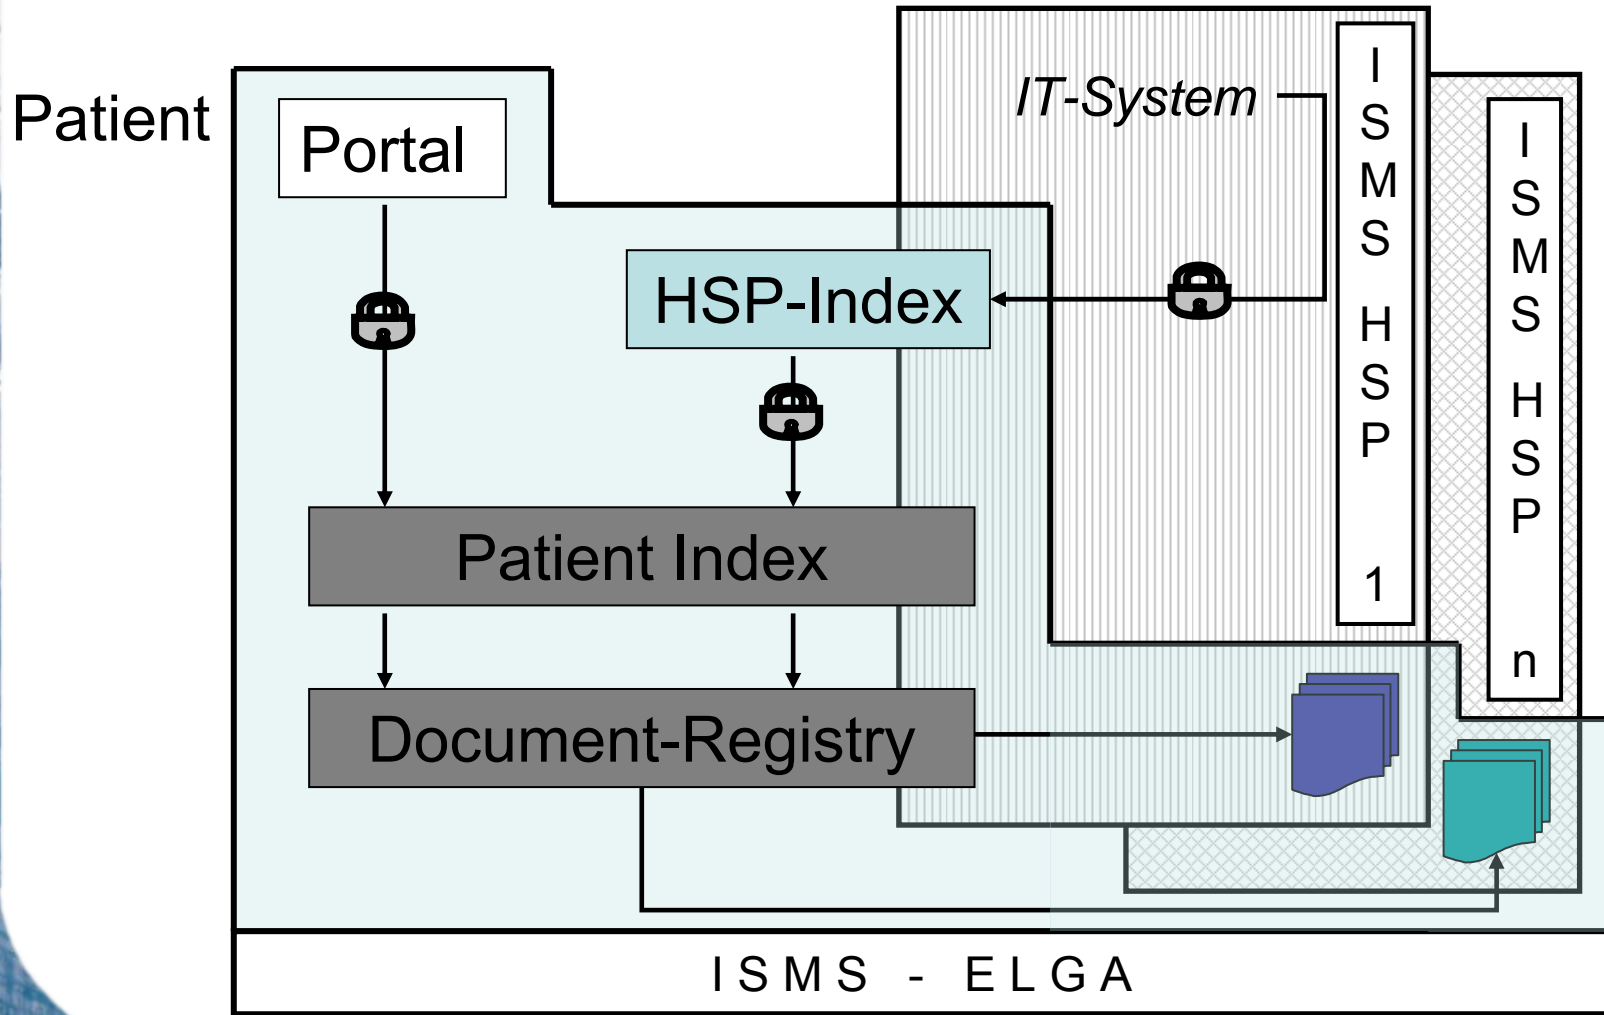 Patient
Portal
IT-System
HSP-Index
Patient Index
Document-Registry
ISMS HSP 1
ISMS HSP n
ISMS - ELGA